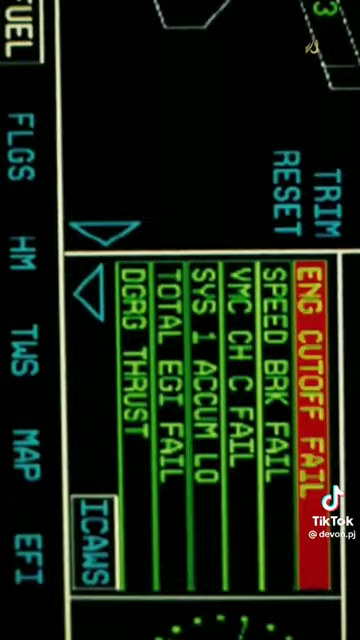 FUEL
FLGS
HM
TWS
MAP
EFI
3
TRIM
RESET
ENG CUTOFF FAIL
SPEED BRK FAIL
VMC CH C FAIL
SYS 1 ACCUM LO
TOTAL EGI FAIL
DGRG THRUST
ICAWS
TikTok
@ devon.pj